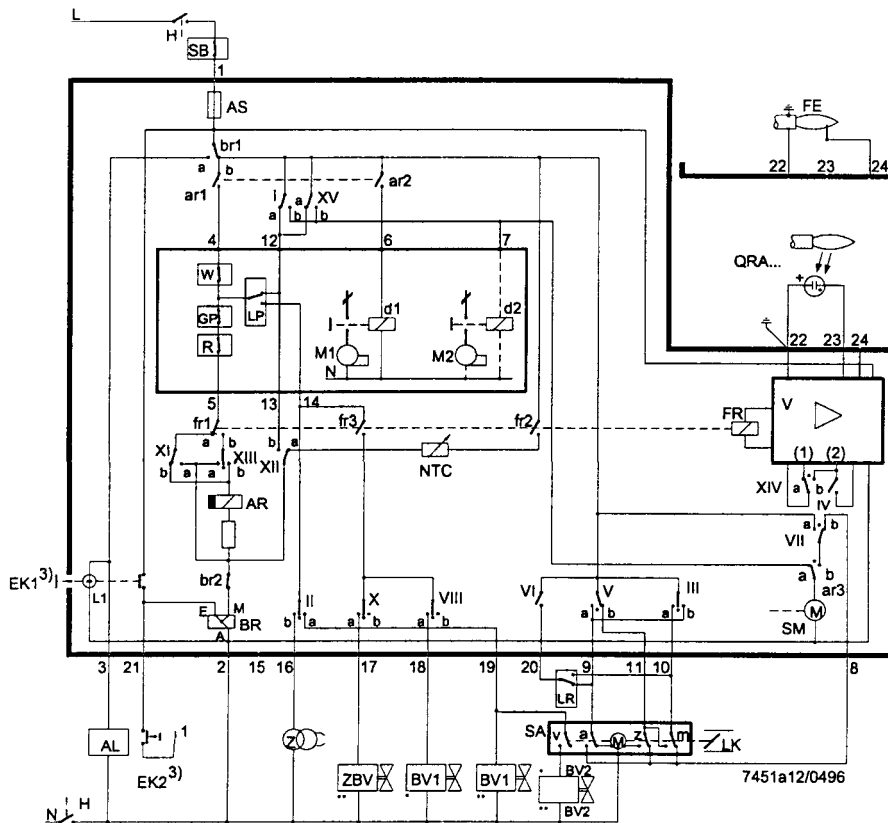 L
H
SB
1
AS
FE
22 23 24
br1
a b
ar1
ar2
i a XV
a b b
4 12 6 7
W
GP
R
LP
d1
d2
M1
M2
N
QRA...
+
22 23 24
5 13 14
fr1
fr3
fr2
FR
V
a b
XI
XIII
b a a b
b a
XII
NTC
(1) (2)
XIV
a b
IV
AR
a b
VII
EK1 3)
L1
br2
E M
BR
A
II
b a
X
a b
VIII
a b
VI
V
a b
III
a b
a b
ar3
M
SM
3 21 2 15 16 17 18 19 20 9 11 10 8
LR
AL
1
EK2 3)
Z
SA
v a M z m
LK
ZBV
BV1
BV1
BV2
BV2
7451a12/0496
N H